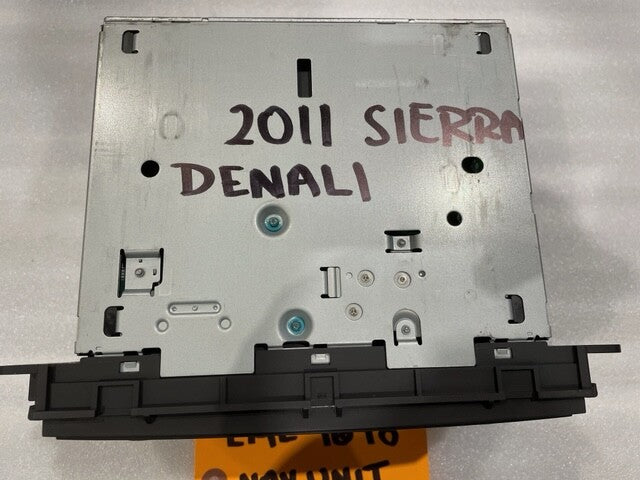 2011 SIERRA
DENALI
NAV UNIT